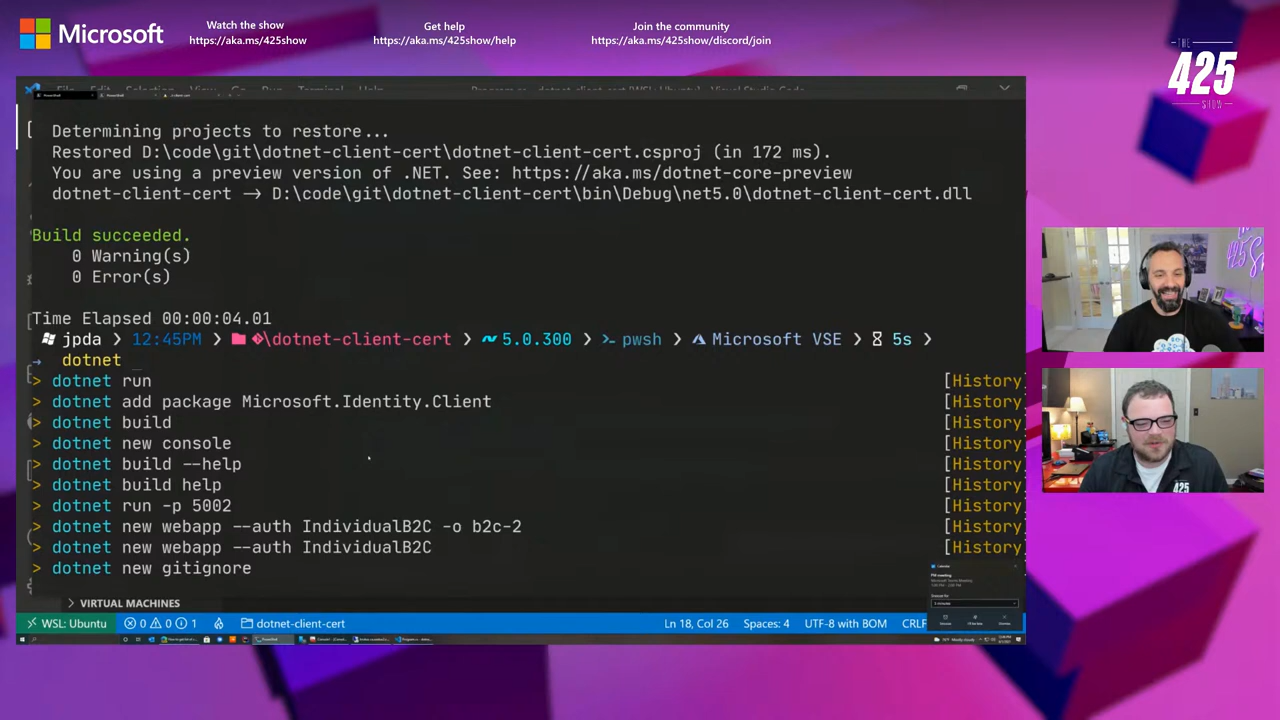 Microsoft
Watch the show
https://aka.ms/425show
Get help
https://aka.ms/425show/help
Join the community
https://aka.ms/425show/discord/join
THE
425
SHOW
Determining projects to restore...
Restored D:\code\git\dotnet-client-cert\dotnet-client-cert.csproj (in 172 ms).
You are using a preview version of .NET. See: https://aka.ms/dotnet-core-preview
dotnet-client-cert -> D:\code\git\dotnet-client-cert\bin\Debug\net5.0\dotnet-client-cert.dll
Build succeeded.
0 Warning(s)
0 Error(s)
Time Elapsed 00:00:04.01
jpda 12:45PM \dotnet-client-cert 5.0.300 pwsh Microsoft VSE 5s
dotnet _
> dotnet run [History
> dotnet add package Microsoft.Identity.Client [History
> dotnet build [History
> dotnet new console [History
> dotnet build --help [History
> dotnet build help [History
> dotnet run -p 5002 [History
> dotnet new webapp --auth IndividualB2C -o b2c-2 [History
> dotnet new webapp --auth IndividualB2C [History
> dotnet new gitignore
VIRTUAL MACHINES
WSL: Ubuntu 0 0 1 dotnet-client-cert Ln 18, Col 26 Spaces: 4 UTF-8 with BOM CRLF
425